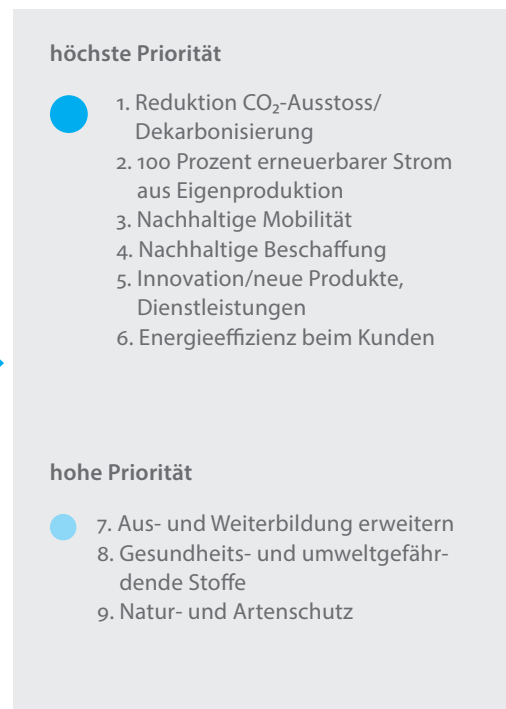 höchste Priorität
1. Reduktion CO₂-Ausstoss/
Dekarbonisierung
2. 100 Prozent erneuerbarer Strom
aus Eigenproduktion
3. Nachhaltige Mobilität
4. Nachhaltige Beschaffung
5. Innovation/neue Produkte,
Dienstleistungen
6. Energieeffizienz beim Kunden
hohe Priorität
7. Aus- und Weiterbildung erweitern
8. Gesundheits- und umweltgefähr-
dende Stoffe
9. Natur- und Artenschutz